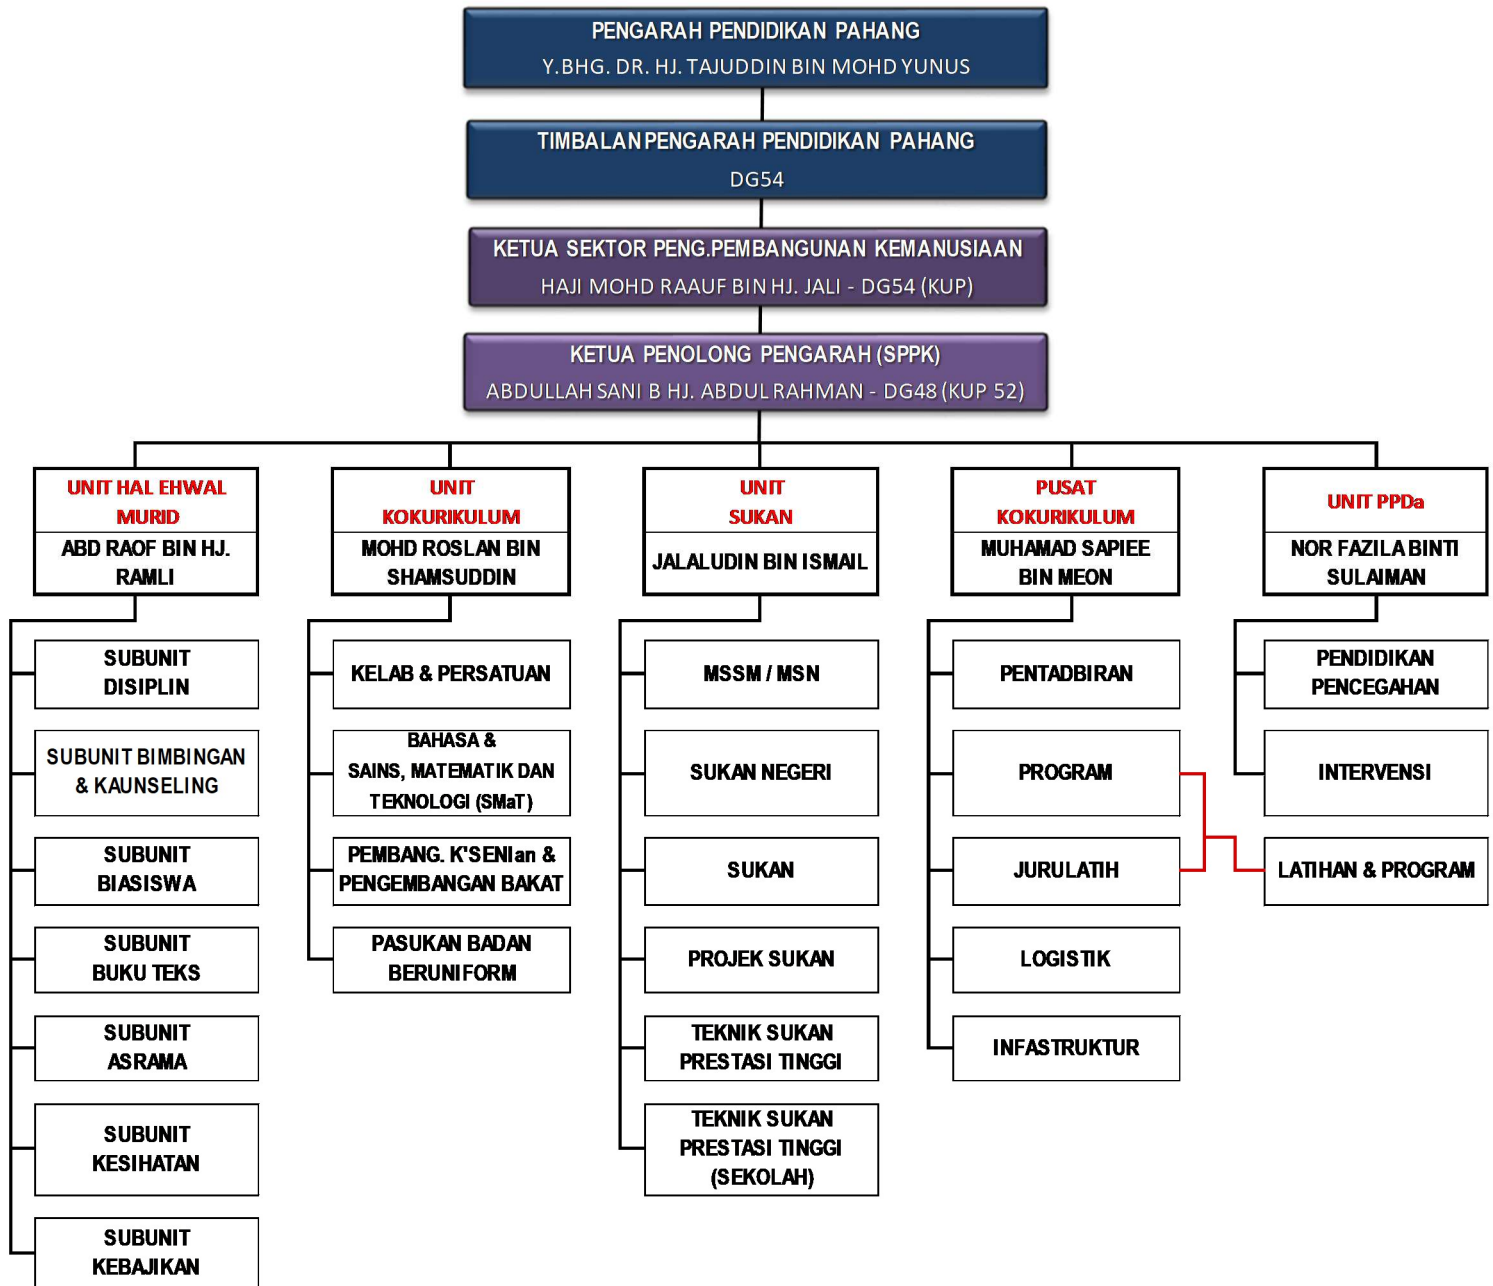 PENGARAH PENDIDIKAN PAHANG
Y.BHG. DR. HJ. TAJUDDIN BIN MOHD YUNUS
TIMBALAN PENGARAH PENDIDIKAN PAHANG
DG54
KETUA SEKTOR PENG.PEMBANGUNAN KEMANUSIAAN
HAJI MOHD RAAUF BIN HJ. JALI - DG54 (KUP)
KETUA PENOLONG PENGARAH (SPPK)
ABDULLAH SANI B HJ. ABDUL RAHMAN - DG48 (KUP 52)
UNIT HAL EHWAL
MURID
ABD RAOF BIN HJ.
RAMLI
SUBUNIT
DISIPLIN
SUBUNIT BIMBINGAN
& KAUNSELING
SUBUNIT
BIASISWA
SUBUNIT
BUKU TEKS
SUBUNIT
ASRAMA
SUBUNIT
KESIHATAN
SUBUNIT
KEBAJIKAN
UNIT
KOKURIKULUM
MOHD ROSLAN BIN
SHAMSUDDIN
KELAB & PERSATUAN
BAHASA &
SAINS, MATEMATIK DAN
TEKNOLOGI (SMaT)
PEMBANG. K'SENIan &
PENGEMBANGAN BAKAT
PASUKAN BADAN
BERUNIFORM
UNIT
SUKAN
JALALUDIN BIN ISMAIL
MSSM / MSN
SUKAN NEGERI
SUKAN
PROJEK SUKAN
TEKNIK SUKAN
PRESTASI TINGGI
TEKNIK SUKAN
PRESTASI TINGGI
(SEKOLAH)
PUSAT
KOKURIKULUM
MUHAMAD SAPIEE
BIN MEON
PENTADBIRAN
PROGRAM
JURULATIH
LOGISTIK
INFASTRUKTUR
UNIT PPDa
NOR FAZILA BINTI
SULAIMAN
PENDIDIKAN
PENCEGAHAN
INTERVENSI
LATIHAN & PROGRAM